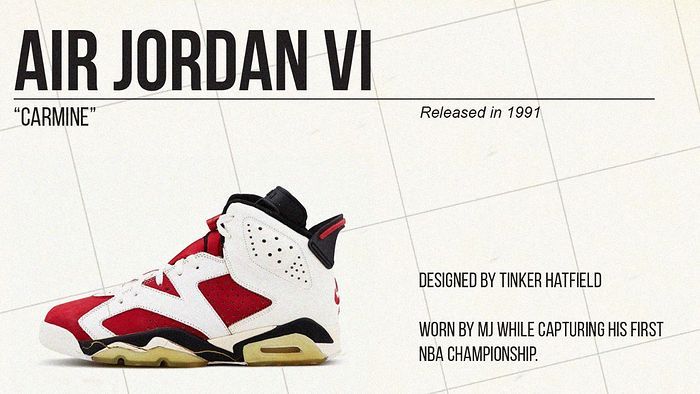 AIR JORDAN VI
“CARMINE”
Released in 1991
DESIGNED BY TINKER HATFIELD
WORN BY MJ WHILE CAPTURING HIS FIRST
NBA CHAMPIONSHIP.